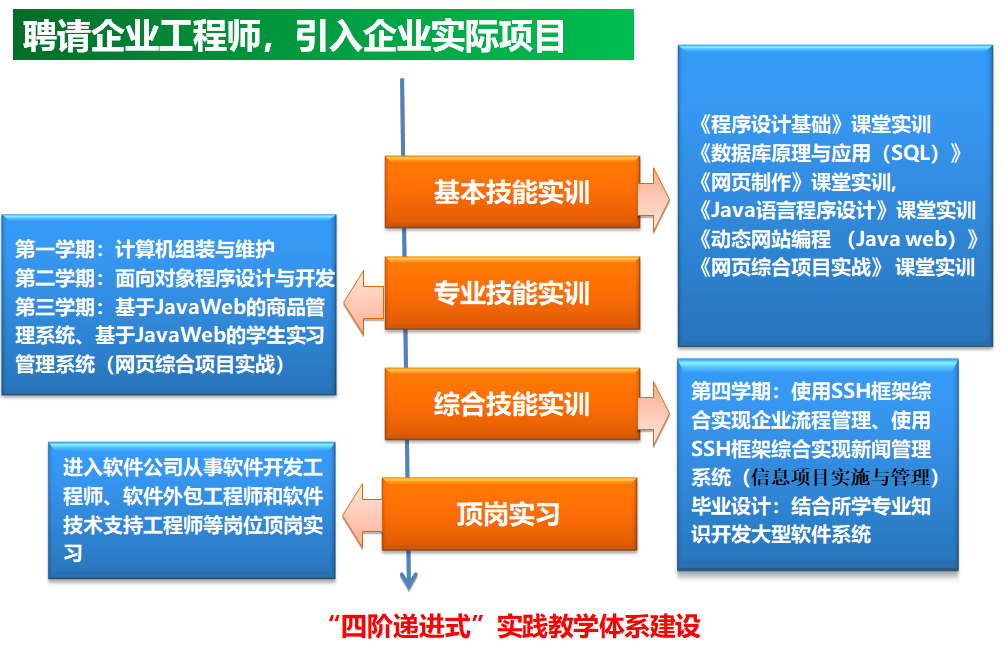 聘请企业工程师，引入企业实际项目
基本技能实训
《程序设计基础》课堂实训
《数据库原理与应用（SQL）》
《网页制作》课堂实训,
《Java语言程序设计》课堂实训
《动态网站编程 （Java web）》
《网页综合项目实战》 课堂实训
专业技能实训
第一学期：计算机组装与维护
第二学期：面向对象程序设计与开发
第三学期：基于JavaWeb的商品管
理系统、基于JavaWeb的学生实习
管理系统（网页综合项目实战）
综合技能实训
第四学期：使用SSH框架综
合实现企业流程管理、使用
SSH框架综合实现新闻管理
系统（信息项目实施与管理）
毕业设计：结合所学专业知
识开发大型软件系统
顶岗实习
进入软件公司从事软件开发工
程师、软件外包工程师和软件
技术支持工程师等岗位顶岗实
习
“四阶递进式”实践教学体系建设